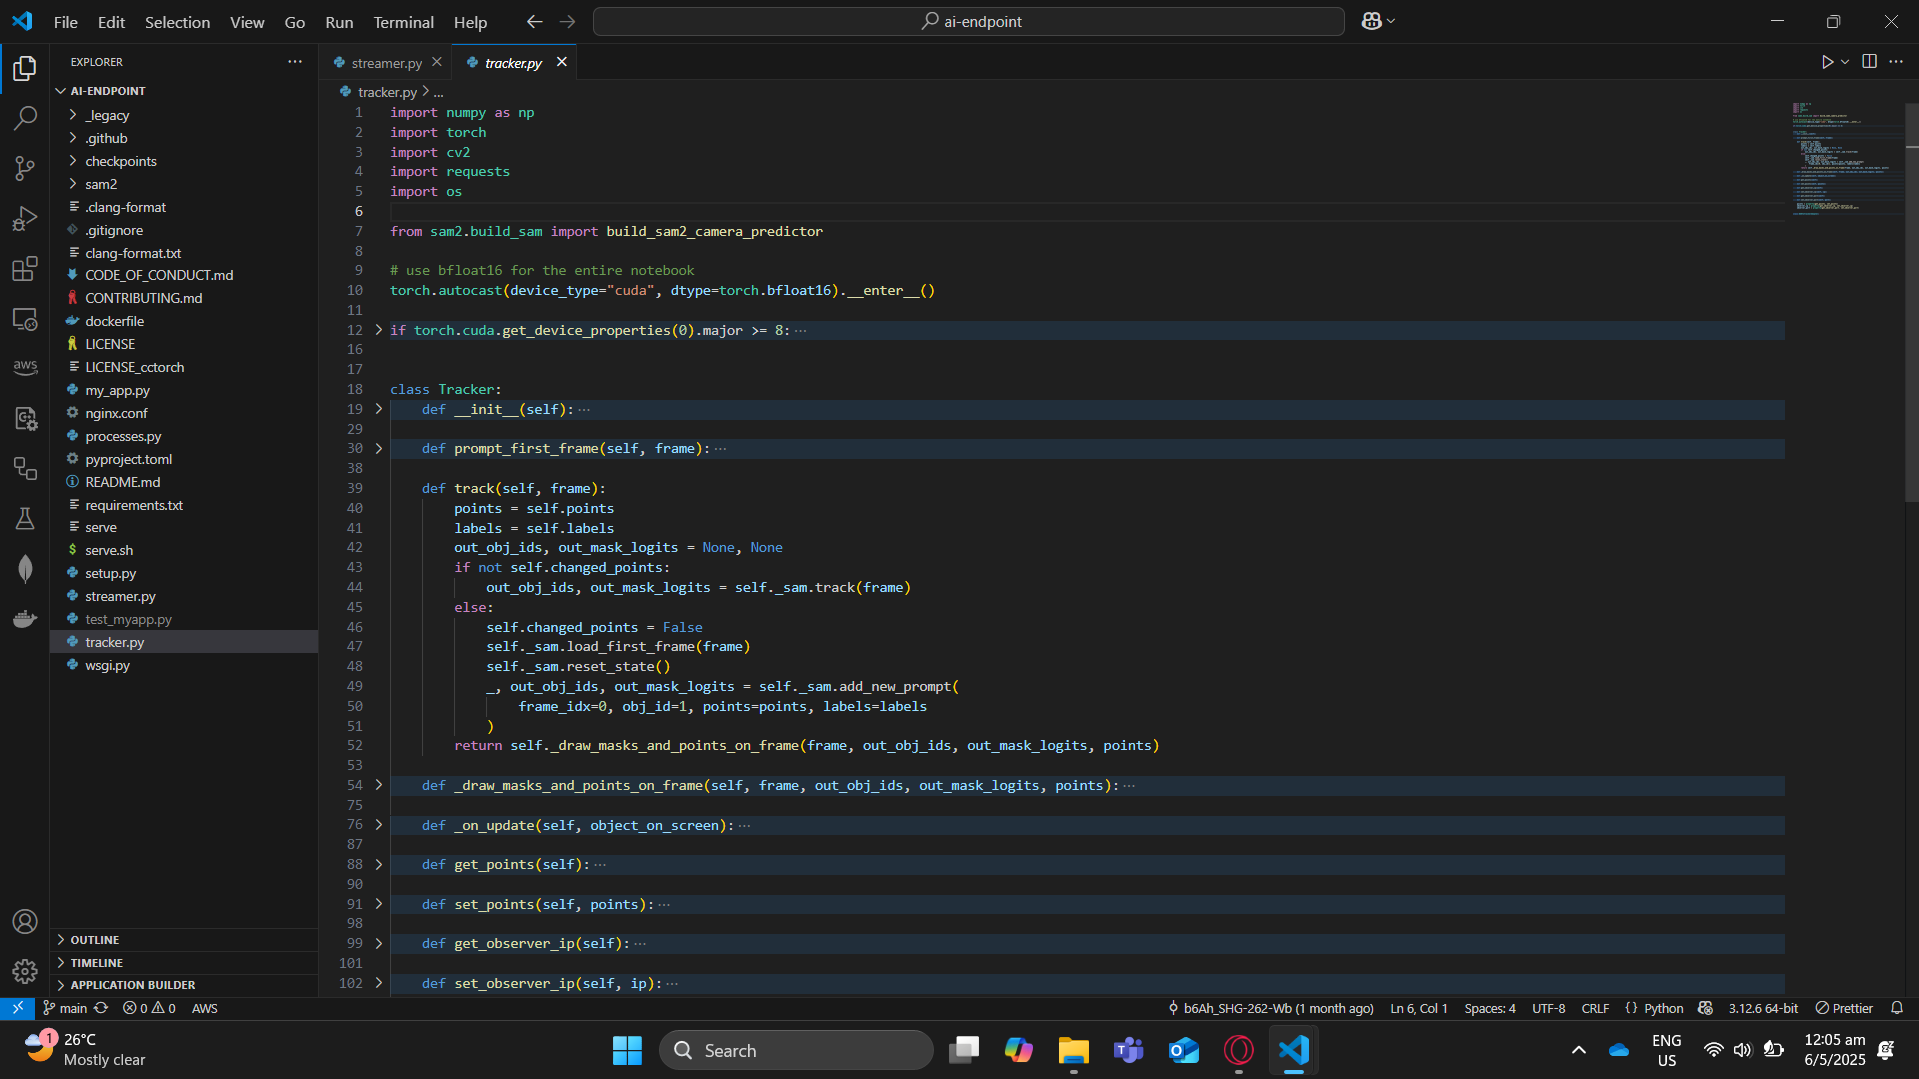 File Edit Selection View Go Run Terminal Help
ai-endpoint
EXPLORER
AI-ENDPOINT
_legacy
.github
checkpoints
sam2
.clang-format
.gitignore
clang-format.txt
CODE_OF_CONDUCT.md
CONTRIBUTING.md
dockerfile
LICENSE
LICENSE_cctorch
my_app.py
nginx.conf
processes.py
pyproject.toml
README.md
requirements.txt
serve
serve.sh
setup.py
streamer.py
test_myapp.py
tracker.py
wsgi.py
OUTLINE
TIMELINE
APPLICATION BUILDER
aws
streamer.py
tracker.py
tracker.py > ...
1 import numpy as np
2 import torch
3 import cv2
4 import requests
5 import os
6
7 from sam2.build_sam import build_sam2_camera_predictor
8
9 # use bfloat16 for the entire notebook
10 torch.autocast(device_type="cuda", dtype=torch.bfloat16).__enter__()
11
12 if torch.cuda.get_device_properties(0).major >= 8: ···
16
17
18 class Tracker:
19 def __init__(self): ···
29
30 def prompt_first_frame(self, frame): ···
38
39 def track(self, frame):
40 points = self.points
41 labels = self.labels
42 out_obj_ids, out_mask_logits = None, None
43 if not self.changed_points:
44 out_obj_ids, out_mask_logits = self._sam.track(frame)
45 else:
46 self.changed_points = False
47 self._sam.load_first_frame(frame)
48 self._sam.reset_state()
49 _, out_obj_ids, out_mask_logits = self._sam.add_new_prompt(
50 frame_idx=0, obj_id=1, points=points, labels=labels
51 )
52 return self._draw_masks_and_points_on_frame(frame, out_obj_ids, out_mask_logits, points)
53
54 def _draw_masks_and_points_on_frame(self, frame, out_obj_ids, out_mask_logits, points): ···
75
76 def _on_update(self, object_on_screen): ···
87
88 def get_points(self): ···
90
91 def set_points(self, points): ···
98
99 def get_observer_ip(self): ···
101
102 def set_observer_ip(self, ip): ···
main 0 0 AWS
b6Ah_SHG-262-Wb (1 month ago) Ln 6, Col 1 Spaces: 4 UTF-8 CRLF {} Python 3.12.6 64-bit Prettier
1
26°C
Mostly clear
Search
ENG
US
12:05 am
6/5/2025